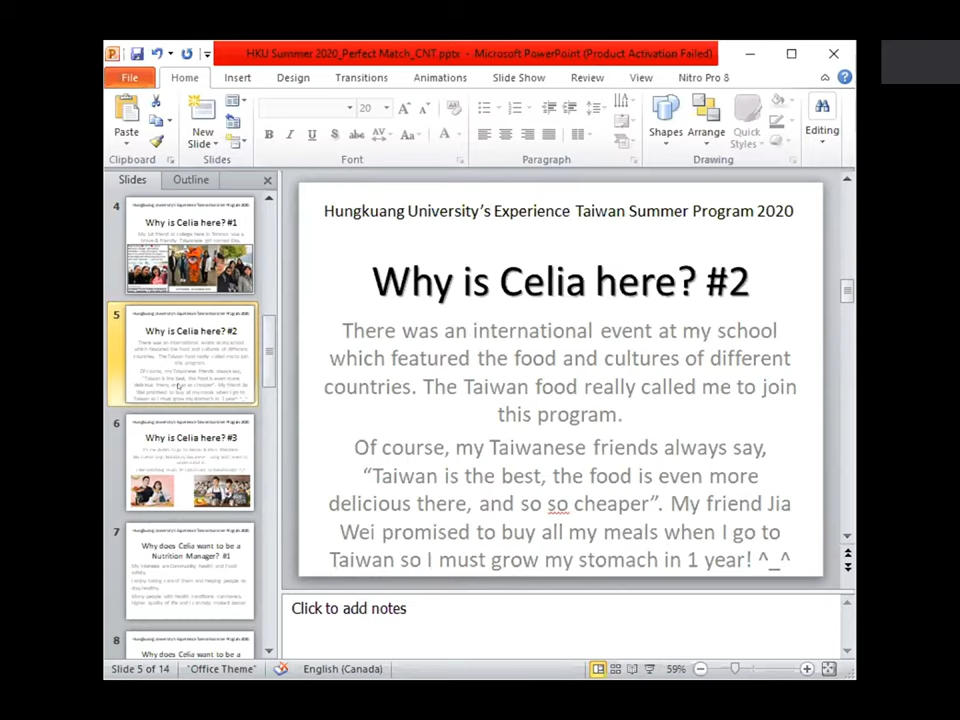 HKU Summer 2020_Perfect Match_CNT.pptx - Microsoft PowerPoint (Product Activation Failed)
File Home Insert Design Transitions Animations Slide Show Review View Nitro Pro 8
Paste
New Slide
20
Shapes Arrange Quick Styles
Editing
Clipboard Slides Font Paragraph Drawing
Slides Outline
4
Why is Celia here? #1
5
Why is Celia here? #2
6
Why is Celia here? #3
7
Why does Celia want to be a
Nutrition Manager? #1
8
Why does Celia want to be a
Hungkuang University's Experience Taiwan Summer Program 2020
Why is Celia here? #2
There was an international event at my school
which featured the food and cultures of different
countries. The Taiwan food really called me to join
this program.
Of course, my Taiwanese friends always say,
“Taiwan is the best, the food is even more
delicious there, and so so cheaper”. My friend Jia
Wei promised to buy all my meals when I go to
Taiwan so I must grow my stomach in 1 year! ^_^
Click to add notes
Slide 5 of 14 "Office Theme" English (Canada) 59%